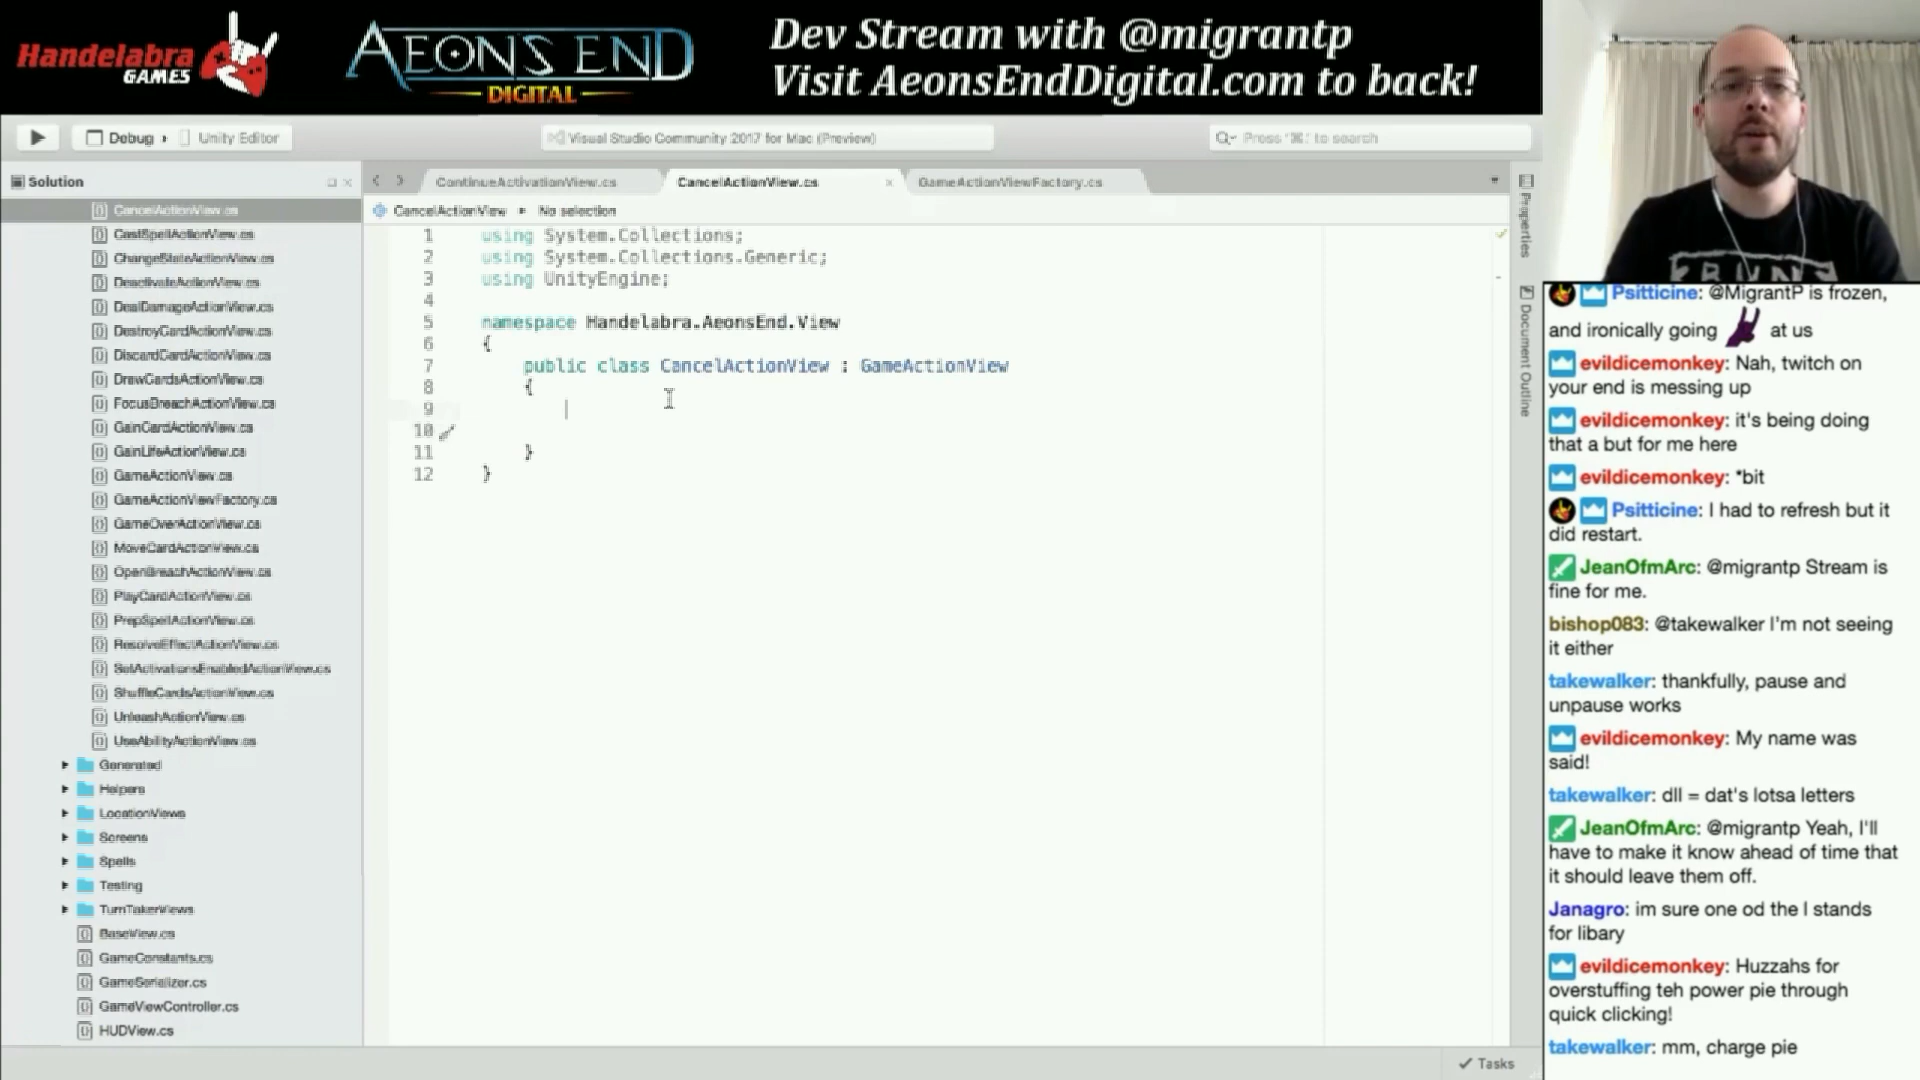 Handelabra
GAMES
AEONS END
DIGITAL
Dev Stream with @migrantp
Visit AeonsEndDigital.com to back!
Debug
Unity Editor
Visual Studio Community 2017 for Mac (Preview)
Press '⌘.' to search
Solution
CancelActionView.cs
CastSpellActionView.cs
ChangeStateActionView.cs
DeactivateActionView.cs
DealDamageActionView.cs
DestroyCardActionView.cs
DiscardCardActionView.cs
DrawCardsActionView.cs
FocusBreachActionView.cs
GainCardActionView.cs
GainLifeActionView.cs
GameActionView.cs
GameActionViewFactory.cs
GameOverActionView.cs
MoveCardActionView.cs
OpenBreachActionView.cs
PlayCardActionView.cs
PrepSpellActionView.cs
ResolveEffectActionView.cs
SetActivationsEnabledActionView.cs
ShuffleCardsActionView.cs
UnleashActionView.cs
UseAbilityActionView.cs
Generated
Helpers
LocationViews
Screens
Spells
Testing
TurnTakerViews
BaseView.cs
GameConstants.cs
GameSerializer.cs
GameViewController.cs
HUDView.cs
ContinueActivationView.cs
CancelActionView.cs
GameActionViewFactory.cs
CancelActionView
No selection
1 using System.Collections;
2 using System.Collections.Generic;
3 using UnityEngine;
4
5 namespace Handelabra.AeonsEnd.View
6 {
7 public class CancelActionView : GameActionView
8 {
9
10
11 }
12 }
Properties
Document Outline
Tasks
Psitticine: @MigrantP is frozen,
and ironically going at us
evildicemonkey: Nah, twitch on
your end is messing up
evildicemonkey: it's being doing
that a but for me here
evildicemonkey: *bit
Psitticine: I had to refresh but it
did restart.
JeanOfmArc: @migrantp Stream is
fine for me.
bishop083: @takewalker I'm not seeing
it either
takewalker: thankfully, pause and
unpause works
evildicemonkey: My name was
said!
takewalker: dll = dat's lotsa letters
JeanOfmArc: @migrantp Yeah, I'll
have to make it know ahead of time that
it should leave them off.
Janagro: im sure one od the l stands
for libary
evildicemonkey: Huzzahs for
overstuffing teh power pie through
quick clicking!
takewalker: mm, charge pie